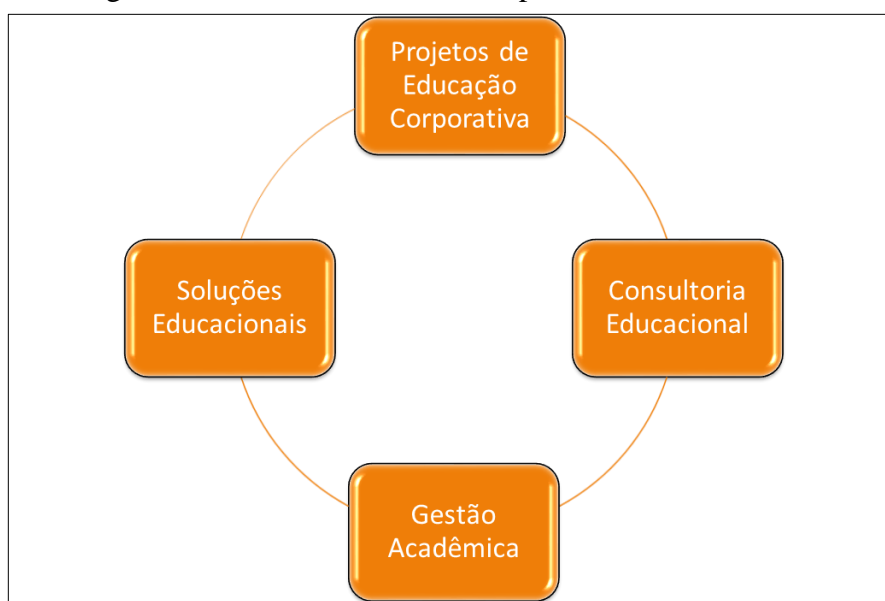 Projetos de
Educação
Corporativa
Soluções
Educacionais
Consultoria
Educacional
Gestão
Acadêmica